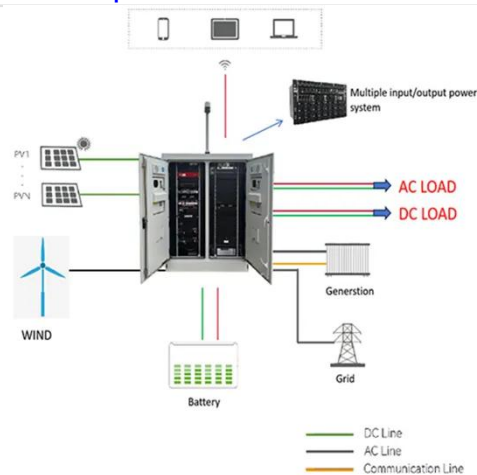 Multiple input/output power
system
PV1
PVN
AC LOAD
DC LOAD
Generstion
WIND
Grid
Battery
DC Line
AC Line
Communication Line